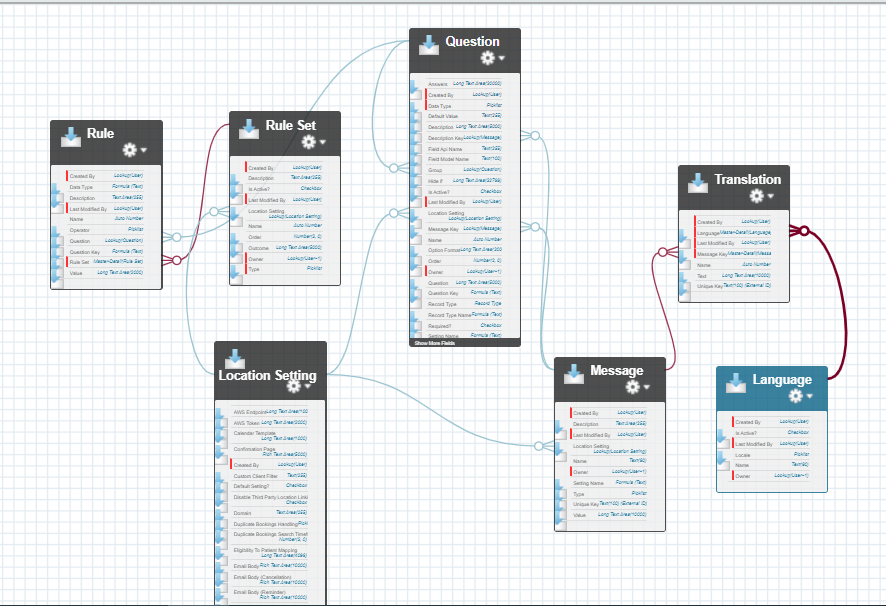 Rule
Created By Lookup(User)
Data Type Formula (Text)
Description Text Area(255)
Last Modified By Lookup(User)
Name Auto Number
Operator Picklist
Question Lookup(Question)
Question Key Formula (Text)
Rule Set Master-Detail(Rule Set)
Value Long Text Area(3000)
Rule Set
Created By Lookup(User)
Description Text Area(255)
Is Active? Checkbox
Last Modified By Lookup(User)
Location Setting
Lookup(Location Setting)
Name Auto Number
Order Number(3, 0)
Outcome Long Text Area(5000)
Owner Lookup(User+1)
Type Picklist
Question
Answers Long Text Area(30000)
Created By Lookup(User)
Data Type Picklist
Default Value Text(255)
Description Long Text Area(5000)
Description Key Lookup(Message)
Field Api Name Text(255)
Field Model Name Text(100)
Group Lookup(Question)
Hide if Long Text Area(32768)
Is Active? Checkbox
Last Modified By Lookup(User)
Location Setting
Lookup(Location Setting)
Message Key Lookup(Message)
Name Auto Number
Option Format Long Text Area(300
Order Number(3, 0)
Owner Lookup(User+1)
Question Long Text Area(5000)
Question Key Formula (Text)
Record Type Record Type
Record Type Name Formula (Text)
Required? Checkbox
Setting Name Formula (Text)
Show More Fields
Location Setting
AWS Endpoint Long Text Area(100
AWS Token Long Text Area(2000)
Calendar Template
Long Text Area(1000)
Confirmation Page
Rich Text Area(5000)
Created By Lookup(User)
Custom Client Filter Text(255)
Default Setting? Checkbox
Disable Third Party Location Link
Checkbox
Domain Text Area(255)
Duplicate Bookings Handling Pickl
Duplicate Bookings Search Timef
Number(3, 0)
Eligibility To Patient Mapping
Long Text Area(4096)
Email Body Rich Text Area(10000)
Email Body (Cancellation)
Rich Text Area(10000)
Email Body (Reminder)
Rich Text Area(10000)
Message
Created By Lookup(User)
Description Text Area(255)
Last Modified By Lookup(User)
Location Setting
Lookup(Location Setting)
Name Text(80)
Owner Lookup(User+1)
Setting Name Formula (Text)
Type Picklist
Unique Key Text(100) (External ID)
Value Long Text Area(10000)
Translation
Created By Lookup(User)
Language Master-Detail(Language)
Last Modified By Lookup(User)
Message Key Master-Detail(Messa
Name Auto Number
Text Long Text Area(10000)
Unique Key Text(100) (External ID)
Language
Created By Lookup(User)
Is Active? Checkbox
Last Modified By Lookup(User)
Locale Picklist
Name Text(80)
Owner Lookup(User+1)